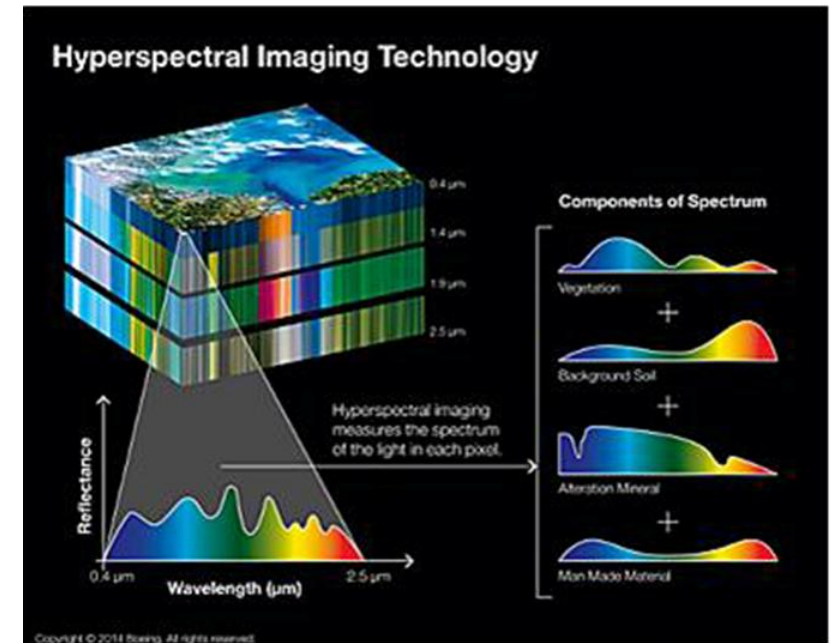 Hyperspectral Imaging Technology
0.4 μm
1.4 μm
1.9 μm
2.5 μm
Components of Spectrum
Vegetation
+
Background Soil
+
Alteration Mineral
+
Man Made Material
Hyperspectral imaging
measures the spectrum
of the light in each pixel.
Reflectance
0.4 μm
2.5 μm
Wavelength (μm)
Copyright © 2014 Boeing. All rights reserved.